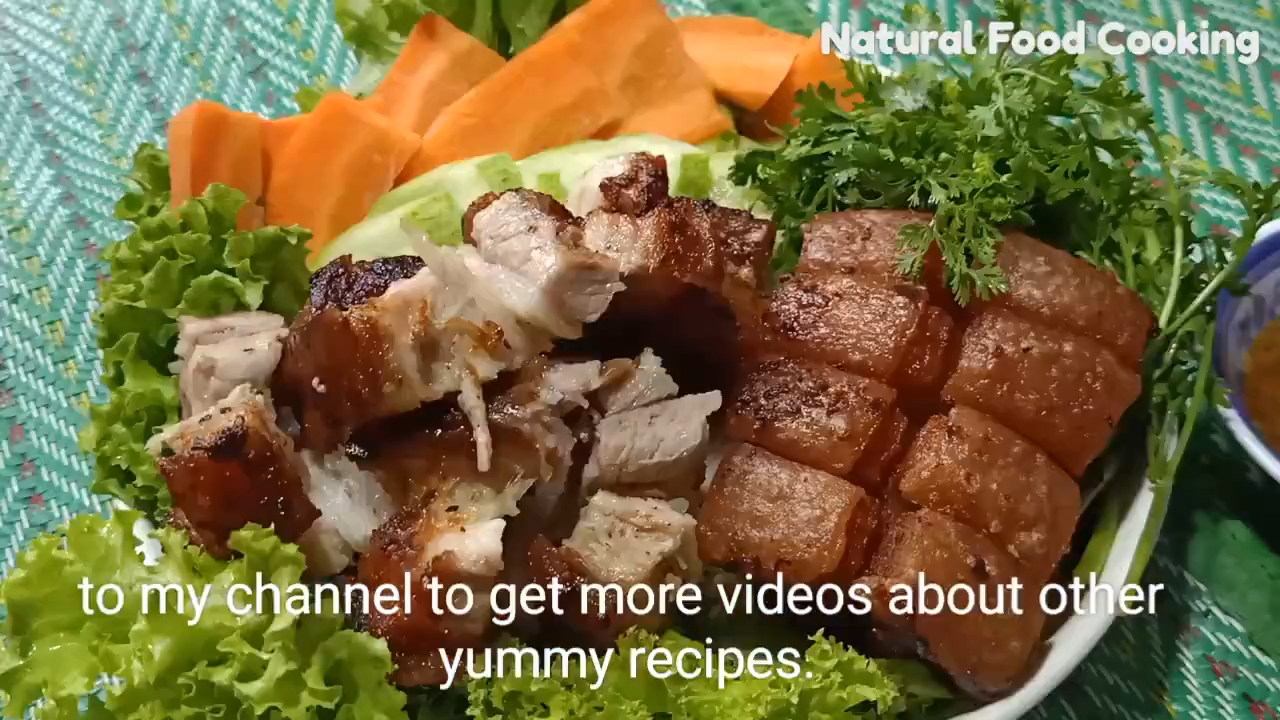 Natural Food Cooking
to my channel to get more videos about other
yummy recipes.